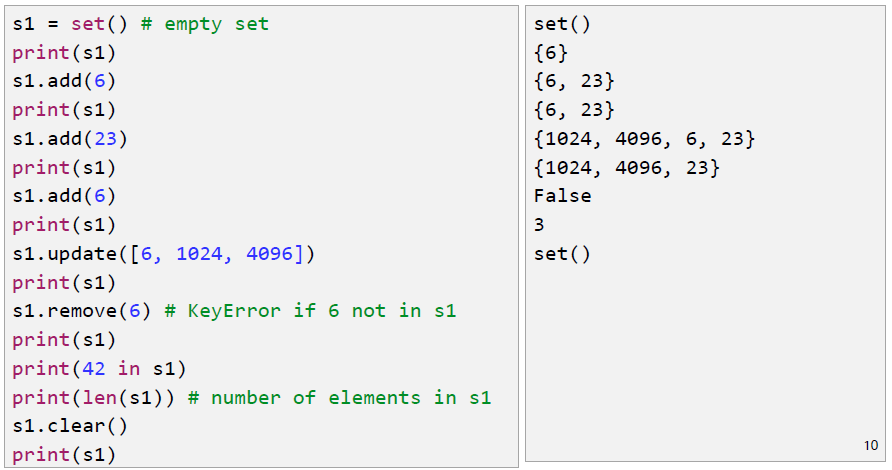 s1 = set() # empty set
print(s1)
s1.add(6)
print(s1)
s1.add(23)
print(s1)
s1.add(6)
print(s1)
s1.update([6, 1024, 4096])
print(s1)
s1.remove(6) # KeyError if 6 not in s1
print(s1)
print(42 in s1)
print(len(s1)) # number of elements in s1
s1.clear()
print(s1)
set()
{6}
{6, 23}
{6, 23}
{1024, 4096, 6, 23}
{1024, 4096, 23}
False
3
set()
10